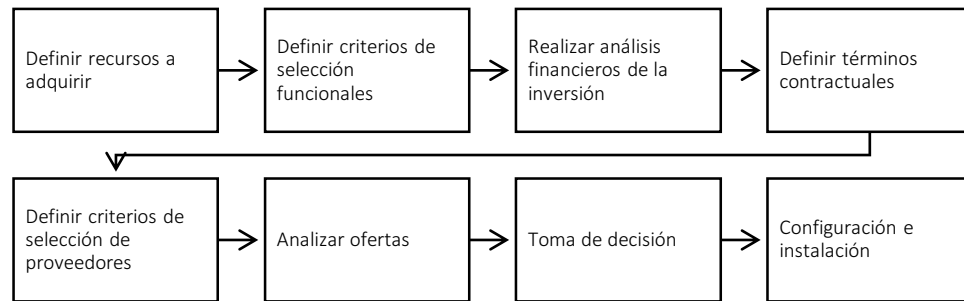 Definir recursos a
adquirir
Definir criterios de
selección
funcionales
Realizar análisis
financieros de la
inversión
Definir términos
contractuales
Definir criterios de
selección de
proveedores
Analizar ofertas
Toma de decisión
Configuración e
instalación